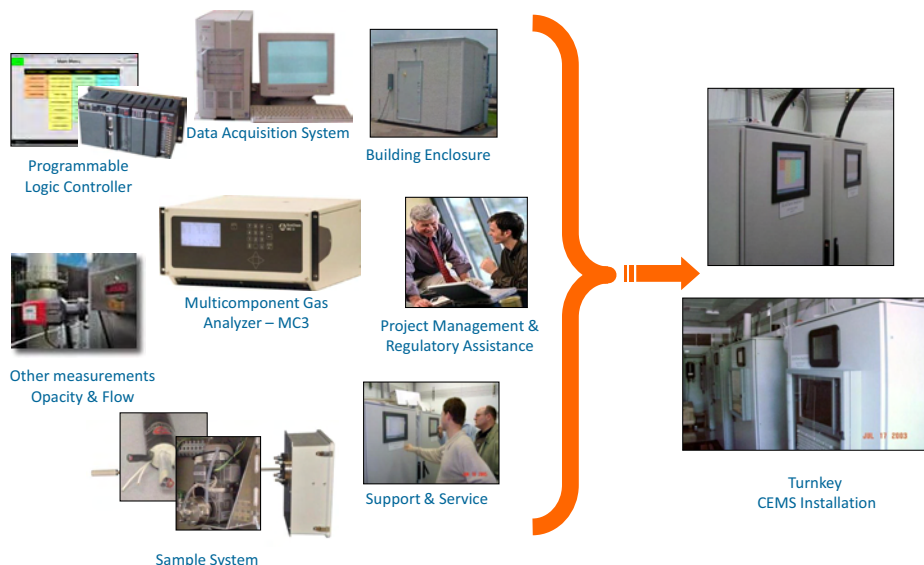 Main Menu
Data Acquisition System
Building Enclosure
Programmable
Logic Controller
Multicomponent Gas
Analyzer – MC3
Project Management &
Regulatory Assistance
Other measurements
Opacity & Flow
Support & Service
Sample System
JUL 17 2003
Turnkey
CEMS Installation